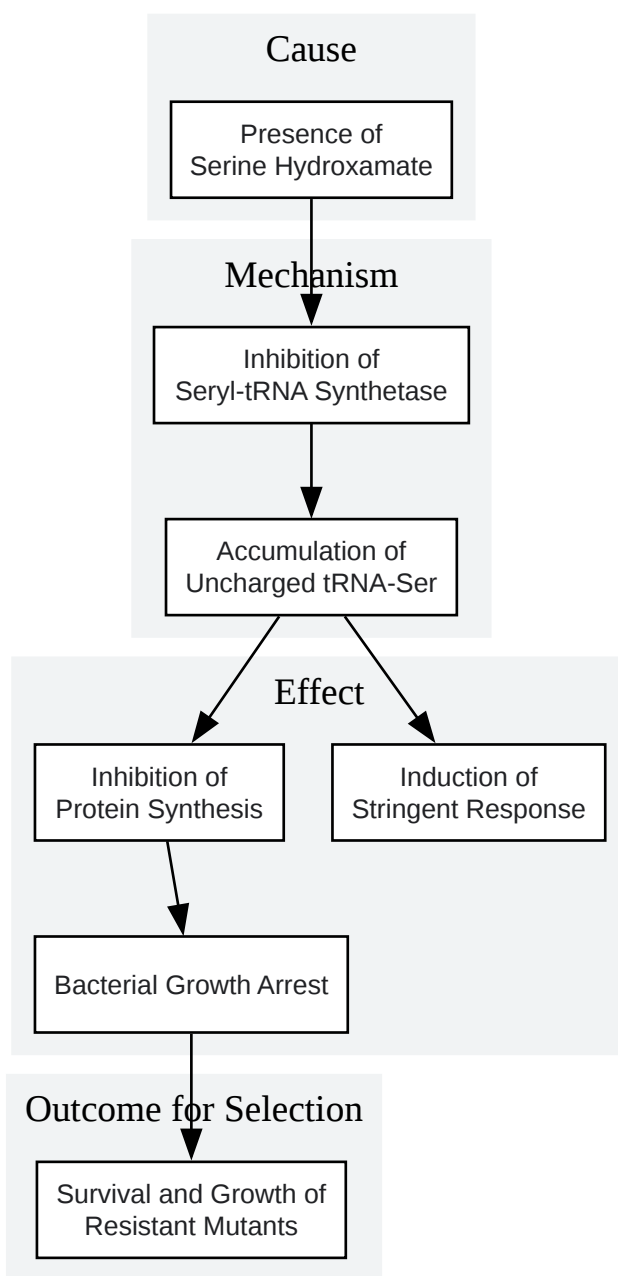 Cause
Presence of
Serine Hydroxamate
Mechanism
Inhibition of
Seryl-tRNA Synthetase
Accumulation of
Uncharged tRNA-Ser
Effect
Inhibition of
Protein Synthesis
Induction of
Stringent Response
Bacterial Growth Arrest
Outcome for Selection
Survival and Growth of
Resistant Mutants